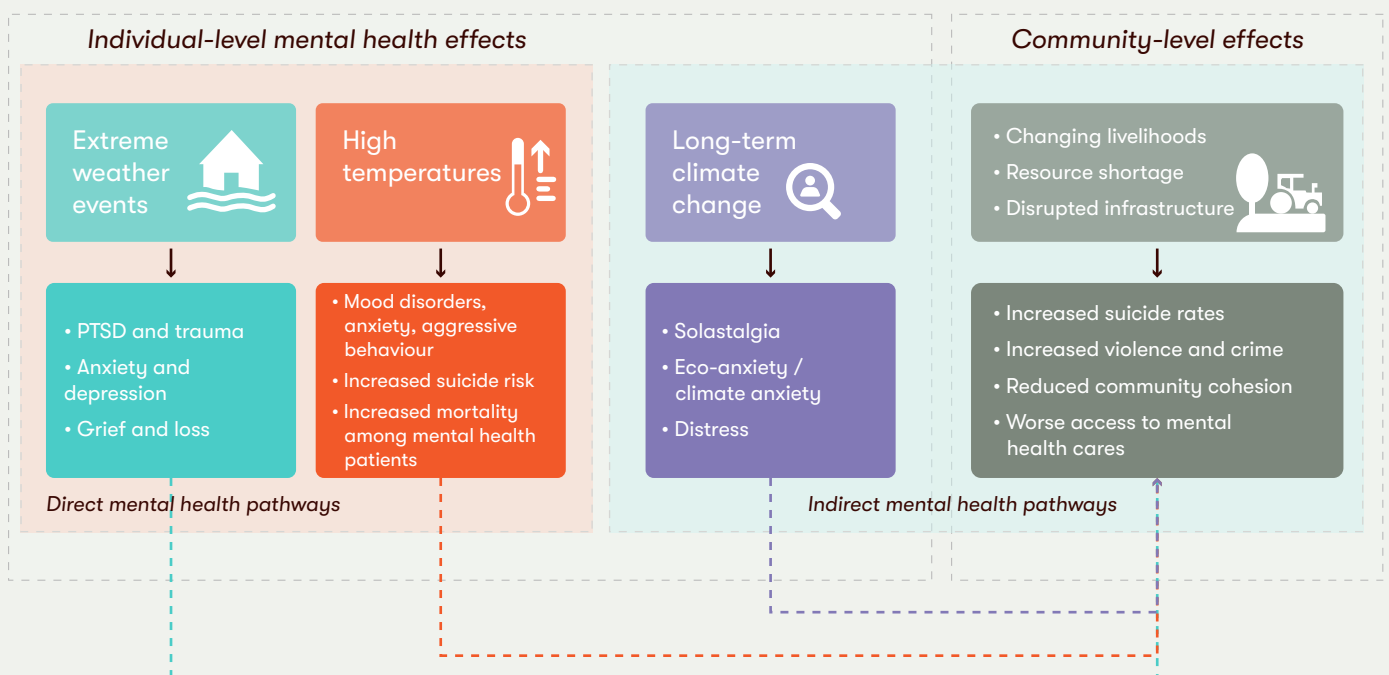 Individual-level mental health effects
Community-level effects
Extreme
weather
events
High
temperatures
Long-term
climate
change
• Changing livelihoods
• Resource shortage
• Disrupted infrastructure
• PTSD and trauma
• Anxiety and
depression
• Grief and loss
• Mood disorders,
anxiety, aggressive
behaviour
• Increased suicide risk
• Increased mortality
among mental health
patients
• Solastalgia
• Eco-anxiety /
climate anxiety
• Distress
• Increased suicide rates
• Increased violence and crime
• Reduced community cohesion
• Worse access to mental
health cares
Direct mental health pathways
Indirect mental health pathways